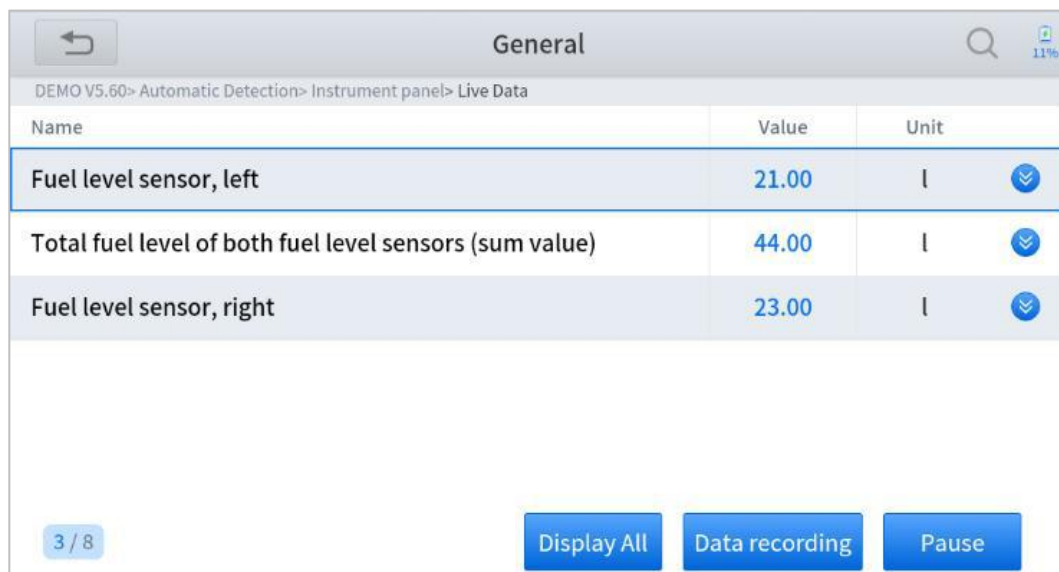 General
11%
DEMO V5.60> Automatic Detection> Instrument panel> Live Data
Name Value Unit
Fuel level sensor, left 21.00 l
Total fuel level of both fuel level sensors (sum value) 44.00 l
Fuel level sensor, right 23.00 l
3 / 8 Display All Data recording Pause